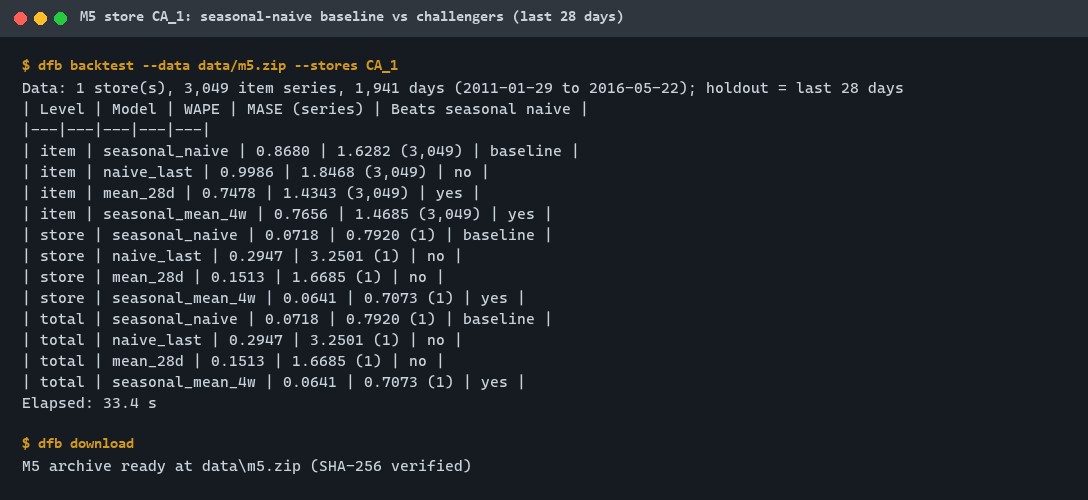 M5 store CA_1: seasonal-naive baseline vs challengers (last 28 days)
$ dfb backtest --data data/m5.zip --stores CA_1
Data: 1 store(s), 3,049 item series, 1,941 days (2011-01-29 to 2016-05-22); holdout = last 28 days
| Level | Model | WAPE | MASE (series) | Beats seasonal naive |
|---|---|---|---|---|
| item | seasonal_naive | 0.8680 | 1.6282 (3,049) | baseline |
| item | naive_last | 0.9986 | 1.8468 (3,049) | no |
| item | mean_28d | 0.7478 | 1.4343 (3,049) | yes |
| item | seasonal_mean_4w | 0.7656 | 1.4685 (3,049) | yes |
| store | seasonal_naive | 0.0718 | 0.7920 (1) | baseline |
| store | naive_last | 0.2947 | 3.2501 (1) | no |
| store | mean_28d | 0.1513 | 1.6685 (1) | no |
| store | seasonal_mean_4w | 0.0641 | 0.7073 (1) | yes |
| total | seasonal_naive | 0.0718 | 0.7920 (1) | baseline |
| total | naive_last | 0.2947 | 3.2501 (1) | no |
| total | mean_28d | 0.1513 | 1.6685 (1) | no |
| total | seasonal_mean_4w | 0.0641 | 0.7073 (1) | yes |
Elapsed: 33.4 s
$ dfb download
M5 archive ready at data\m5.zip (SHA-256 verified)